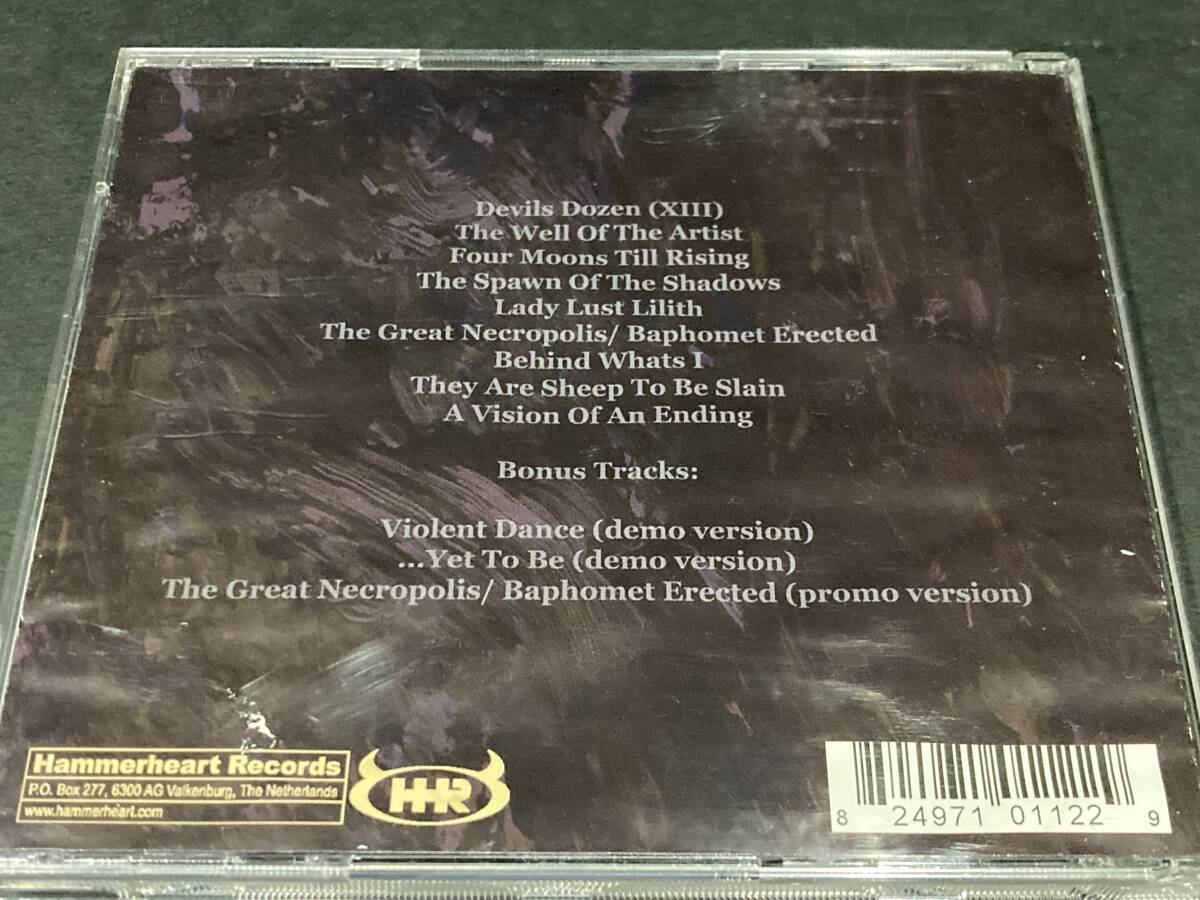 Devils Dozen (XIII)
The Well Of The Artist
Four Moons Till Rising
The Spawn Of The Shadows
Lady Lust Lilith
The Great Necropolis/ Baphomet Erected
Behind Whats I
They Are Sheep To Be Slain
A Vision Of An Ending
Bonus Tracks:
Violent Dance (demo version)
...Yet To Be (demo version)
The Great Necropolis/ Baphomet Erected (promo version)
Hammerheart Records
P.O. Box 277, 6300 AG Valkenburg, The Netherlands
www.hammerheart.com
HHR
8 24971 01122 9